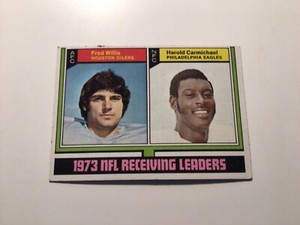 AFC
Fred Willis
HOUSTON OILERS
NFC
Harold Carmichael
PHILADELPHIA EAGLES
1973 NFL RECEIVING LEADERS